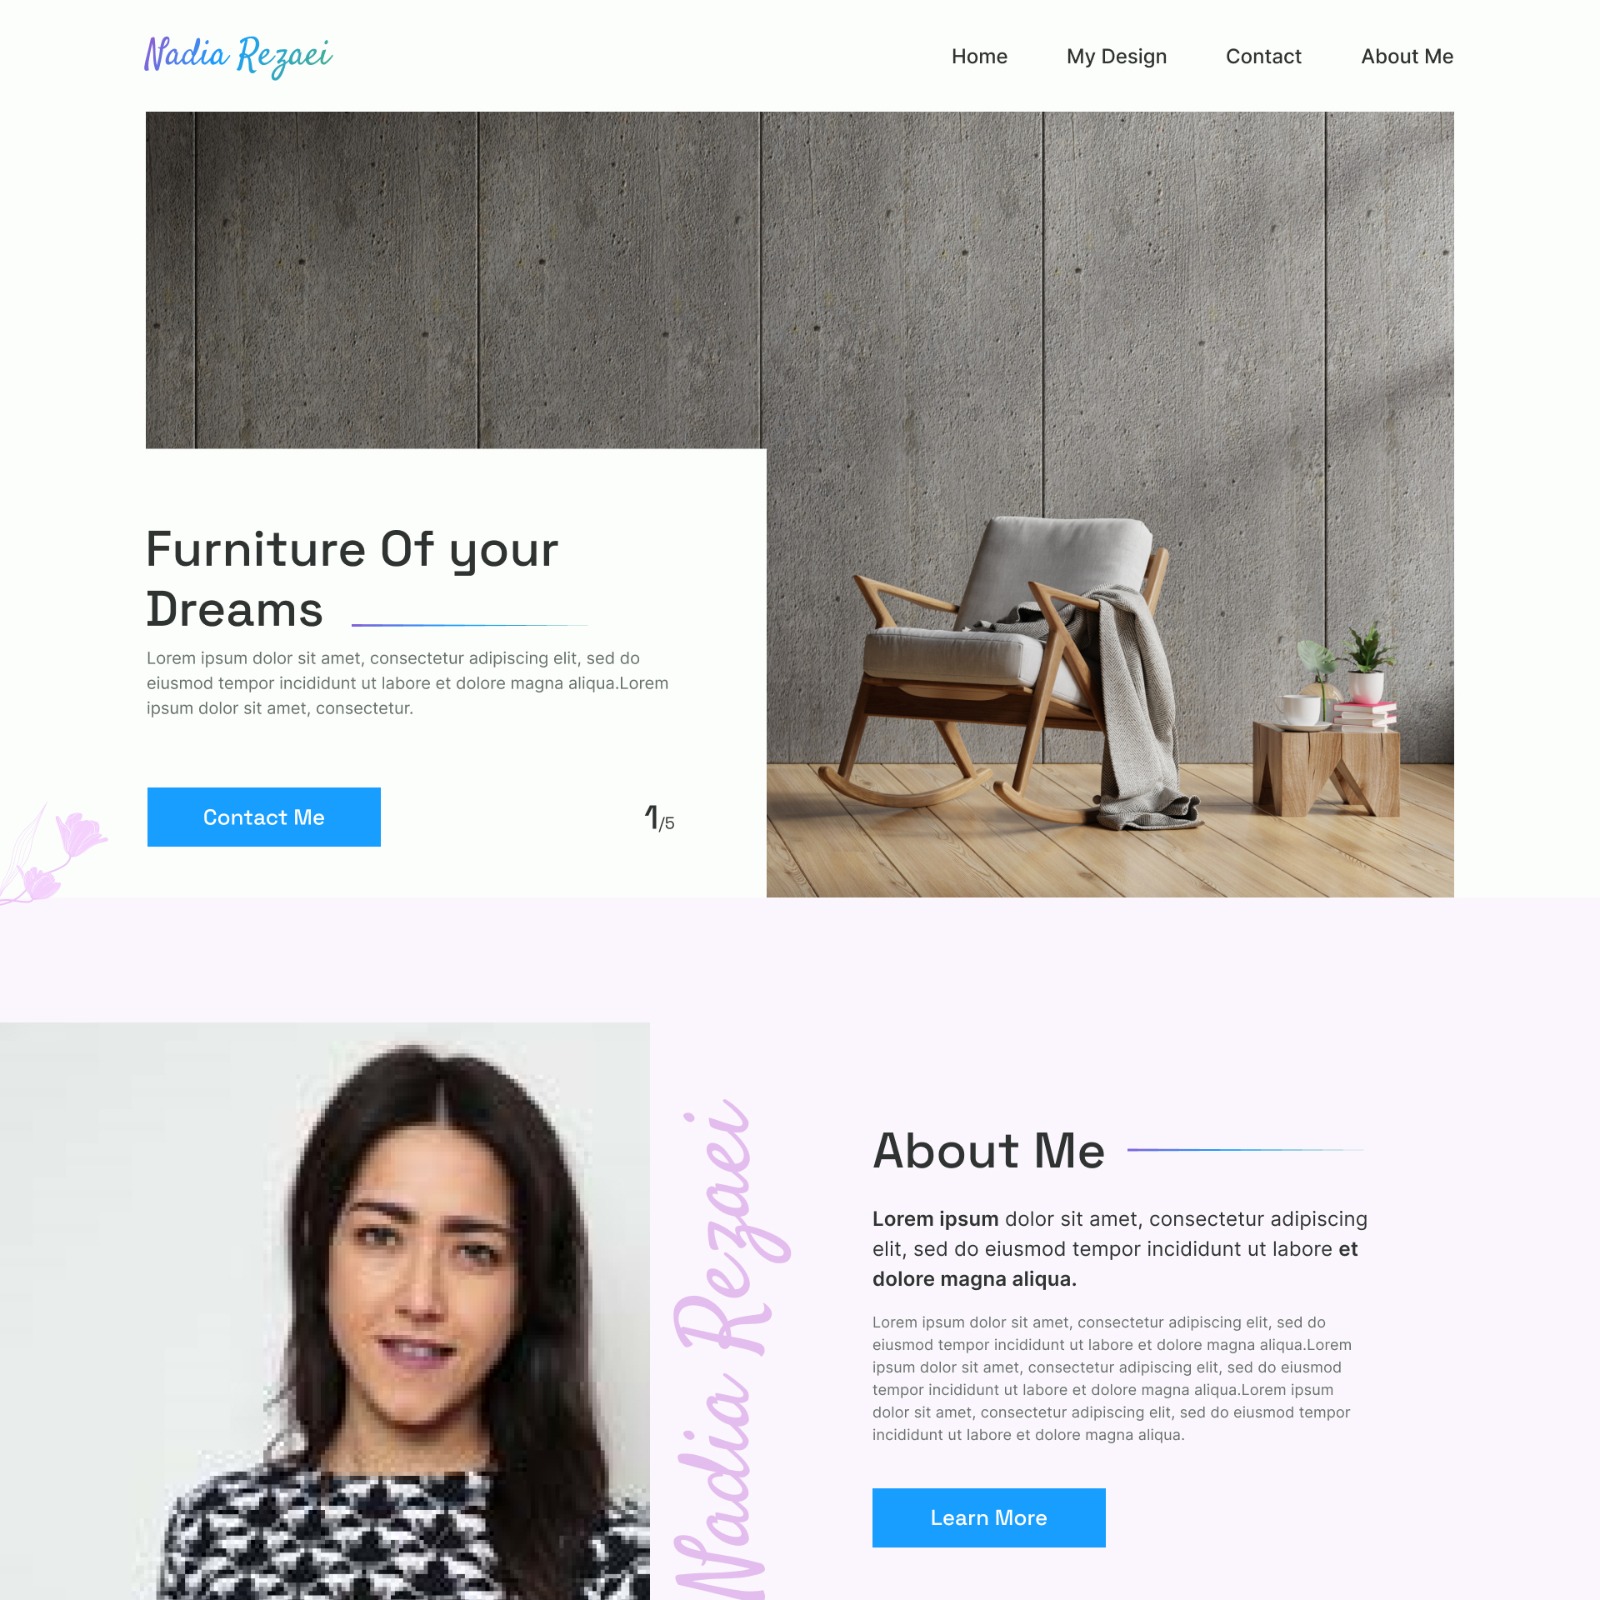 Nadia Rezaei
Home
My Design
Contact
About Me
Furniture Of your
Dreams
Lorem ipsum dolor sit amet, consectetur adipiscing elit, sed do
eiusmod tempor incididunt ut labore et dolore magna aliqua.Lorem
ipsum dolor sit amet, consectetur.
Contact Me
1/5
Nadia Rezaei
About Me
Lorem ipsum dolor sit amet, consectetur adipiscing
elit, sed do eiusmod tempor incididunt ut labore et
dolore magna aliqua.
Lorem ipsum dolor sit amet, consectetur adipiscing elit, sed do
eiusmod tempor incididunt ut labore et dolore magna aliqua.Lorem
ipsum dolor sit amet, consectetur adipiscing elit, sed do eiusmod
tempor incididunt ut labore et dolore magna aliqua.Lorem ipsum
dolor sit amet, consectetur adipiscing elit, sed do eiusmod tempor
incididunt ut labore et dolore magna aliqua.
Learn More